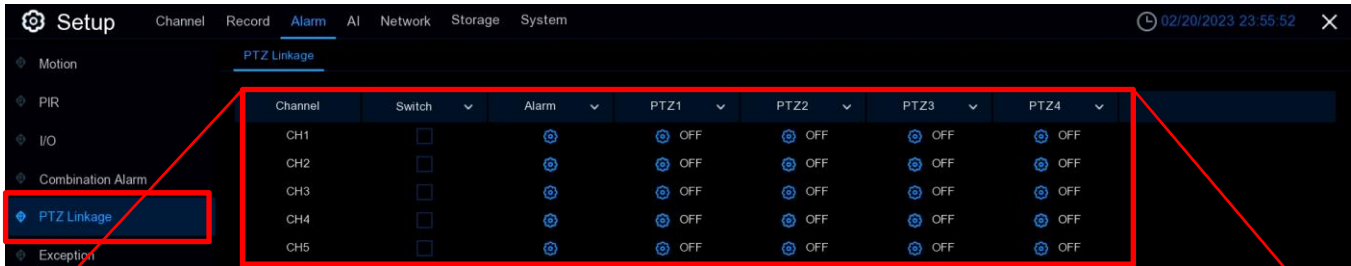 Setup Channel Record Alarm AI Network Storage System 02/20/2023 23:55:52
PTZ Linkage
Motion
PIR
I/O
Combination Alarm
PTZ Linkage
Exception
Channel Switch Alarm PTZ1 PTZ2 PTZ3 PTZ4
CH1 OFF OFF OFF OFF
CH2 OFF OFF OFF OFF
CH3 OFF OFF OFF OFF
CH4 OFF OFF OFF OFF
CH5 OFF OFF OFF OFF